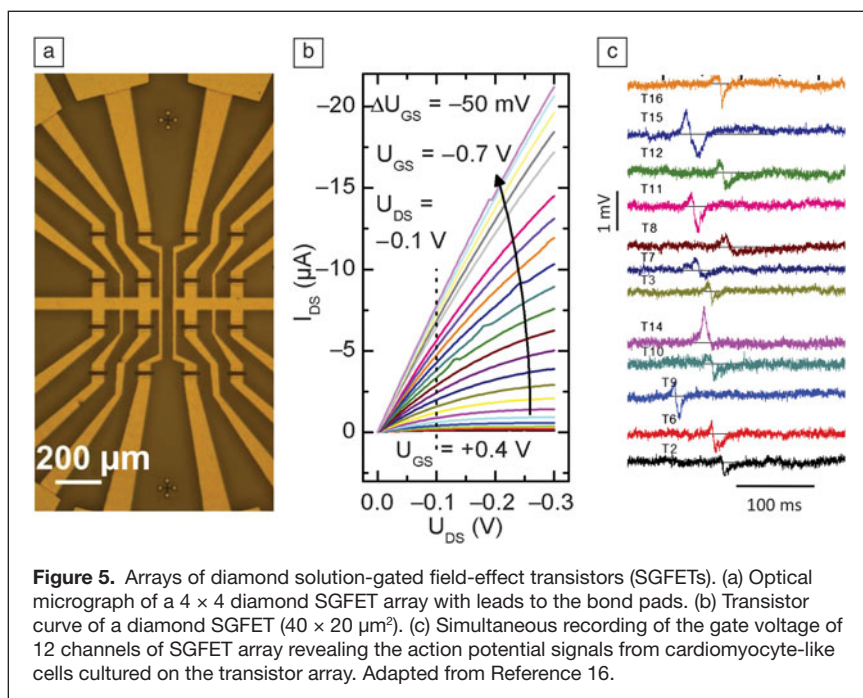 a
b
c
200 µm
−20
−15
−10
−5
0
I_DS (µA)
ΔU_GS = −50 mV
U_GS = −0.7 V
U_DS =
−0.1 V
U_GS = +0.4 V
0.0 −0.1 −0.2 −0.3
U_DS (V)
T16
T15
T12
T11
T8
T7
T3
T14
T10
T9
T6
T2
1 mV
100 ms
Figure 5. Arrays of diamond solution-gated field-effect transistors (SGFETs). (a) Optical
micrograph of a 4 × 4 diamond SGFET array with leads to the bond pads. (b) Transistor
curve of a diamond SGFET (40 × 20 µm²). (c) Simultaneous recording of the gate voltage of
12 channels of SGFET array revealing the action potential signals from cardiomyocyte-like
cells cultured on the transistor array. Adapted from Reference 16.